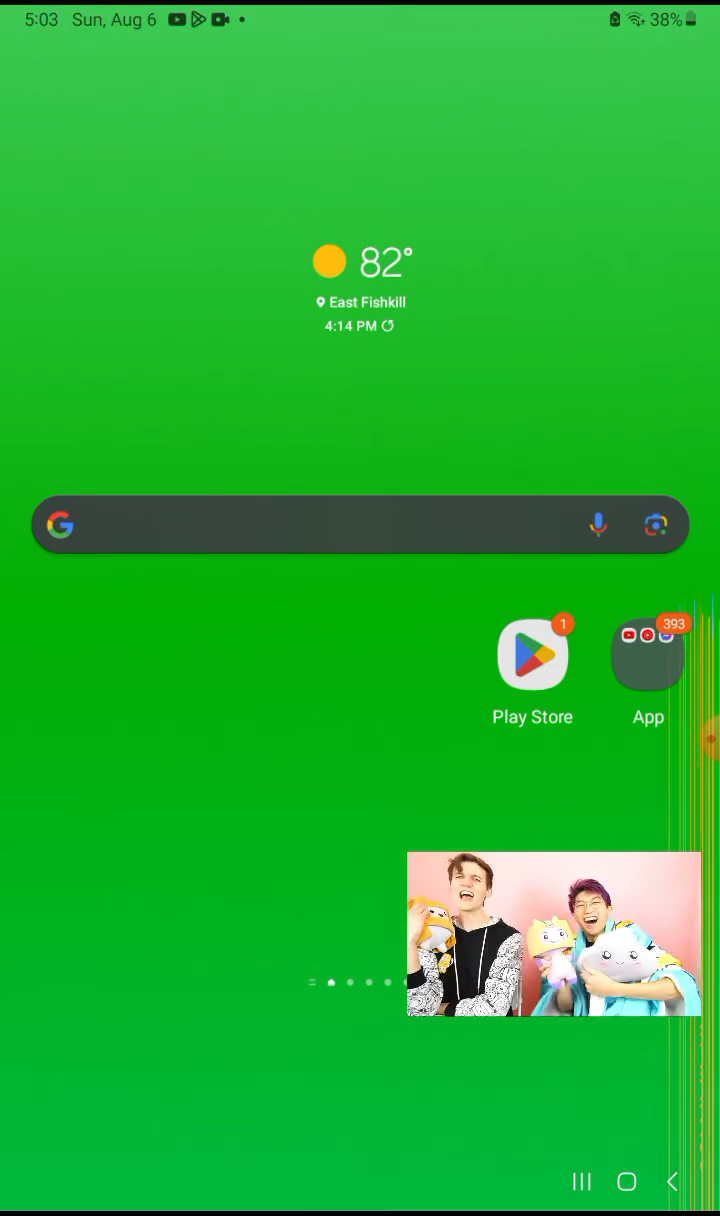 5:03 Sun, Aug 6 38%
82°
East Fishkill
4:14 PM
G
1
393
Play Store
App